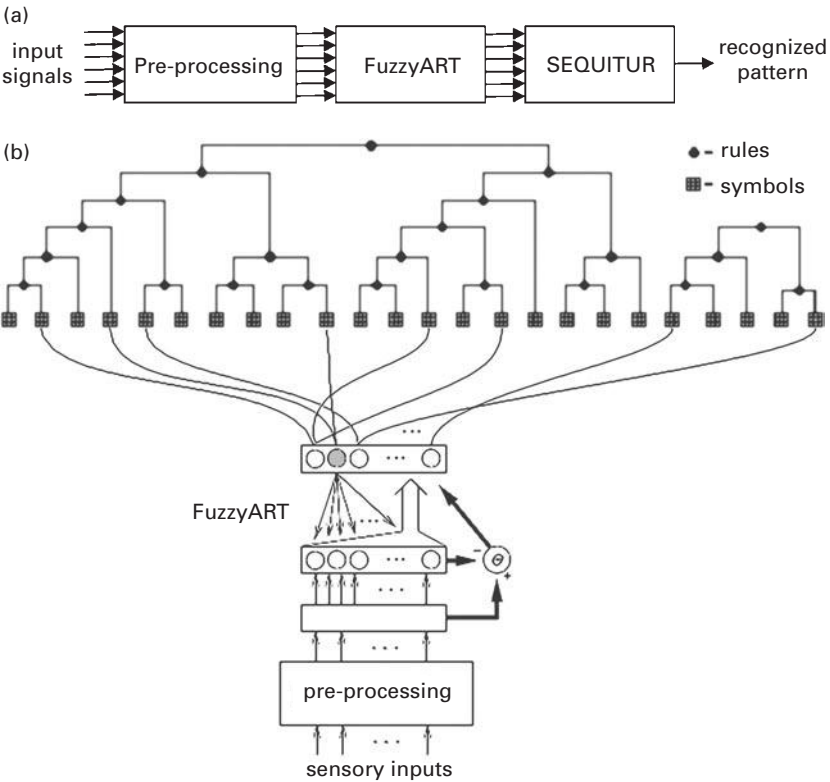 (a)
input
signals
Pre-processing
FuzzyART
SEQUITUR
recognized
pattern
(b)
rules
symbols
...
...
FuzzyART
...
...
- θ
+
...
...
pre-processing
...
sensory inputs